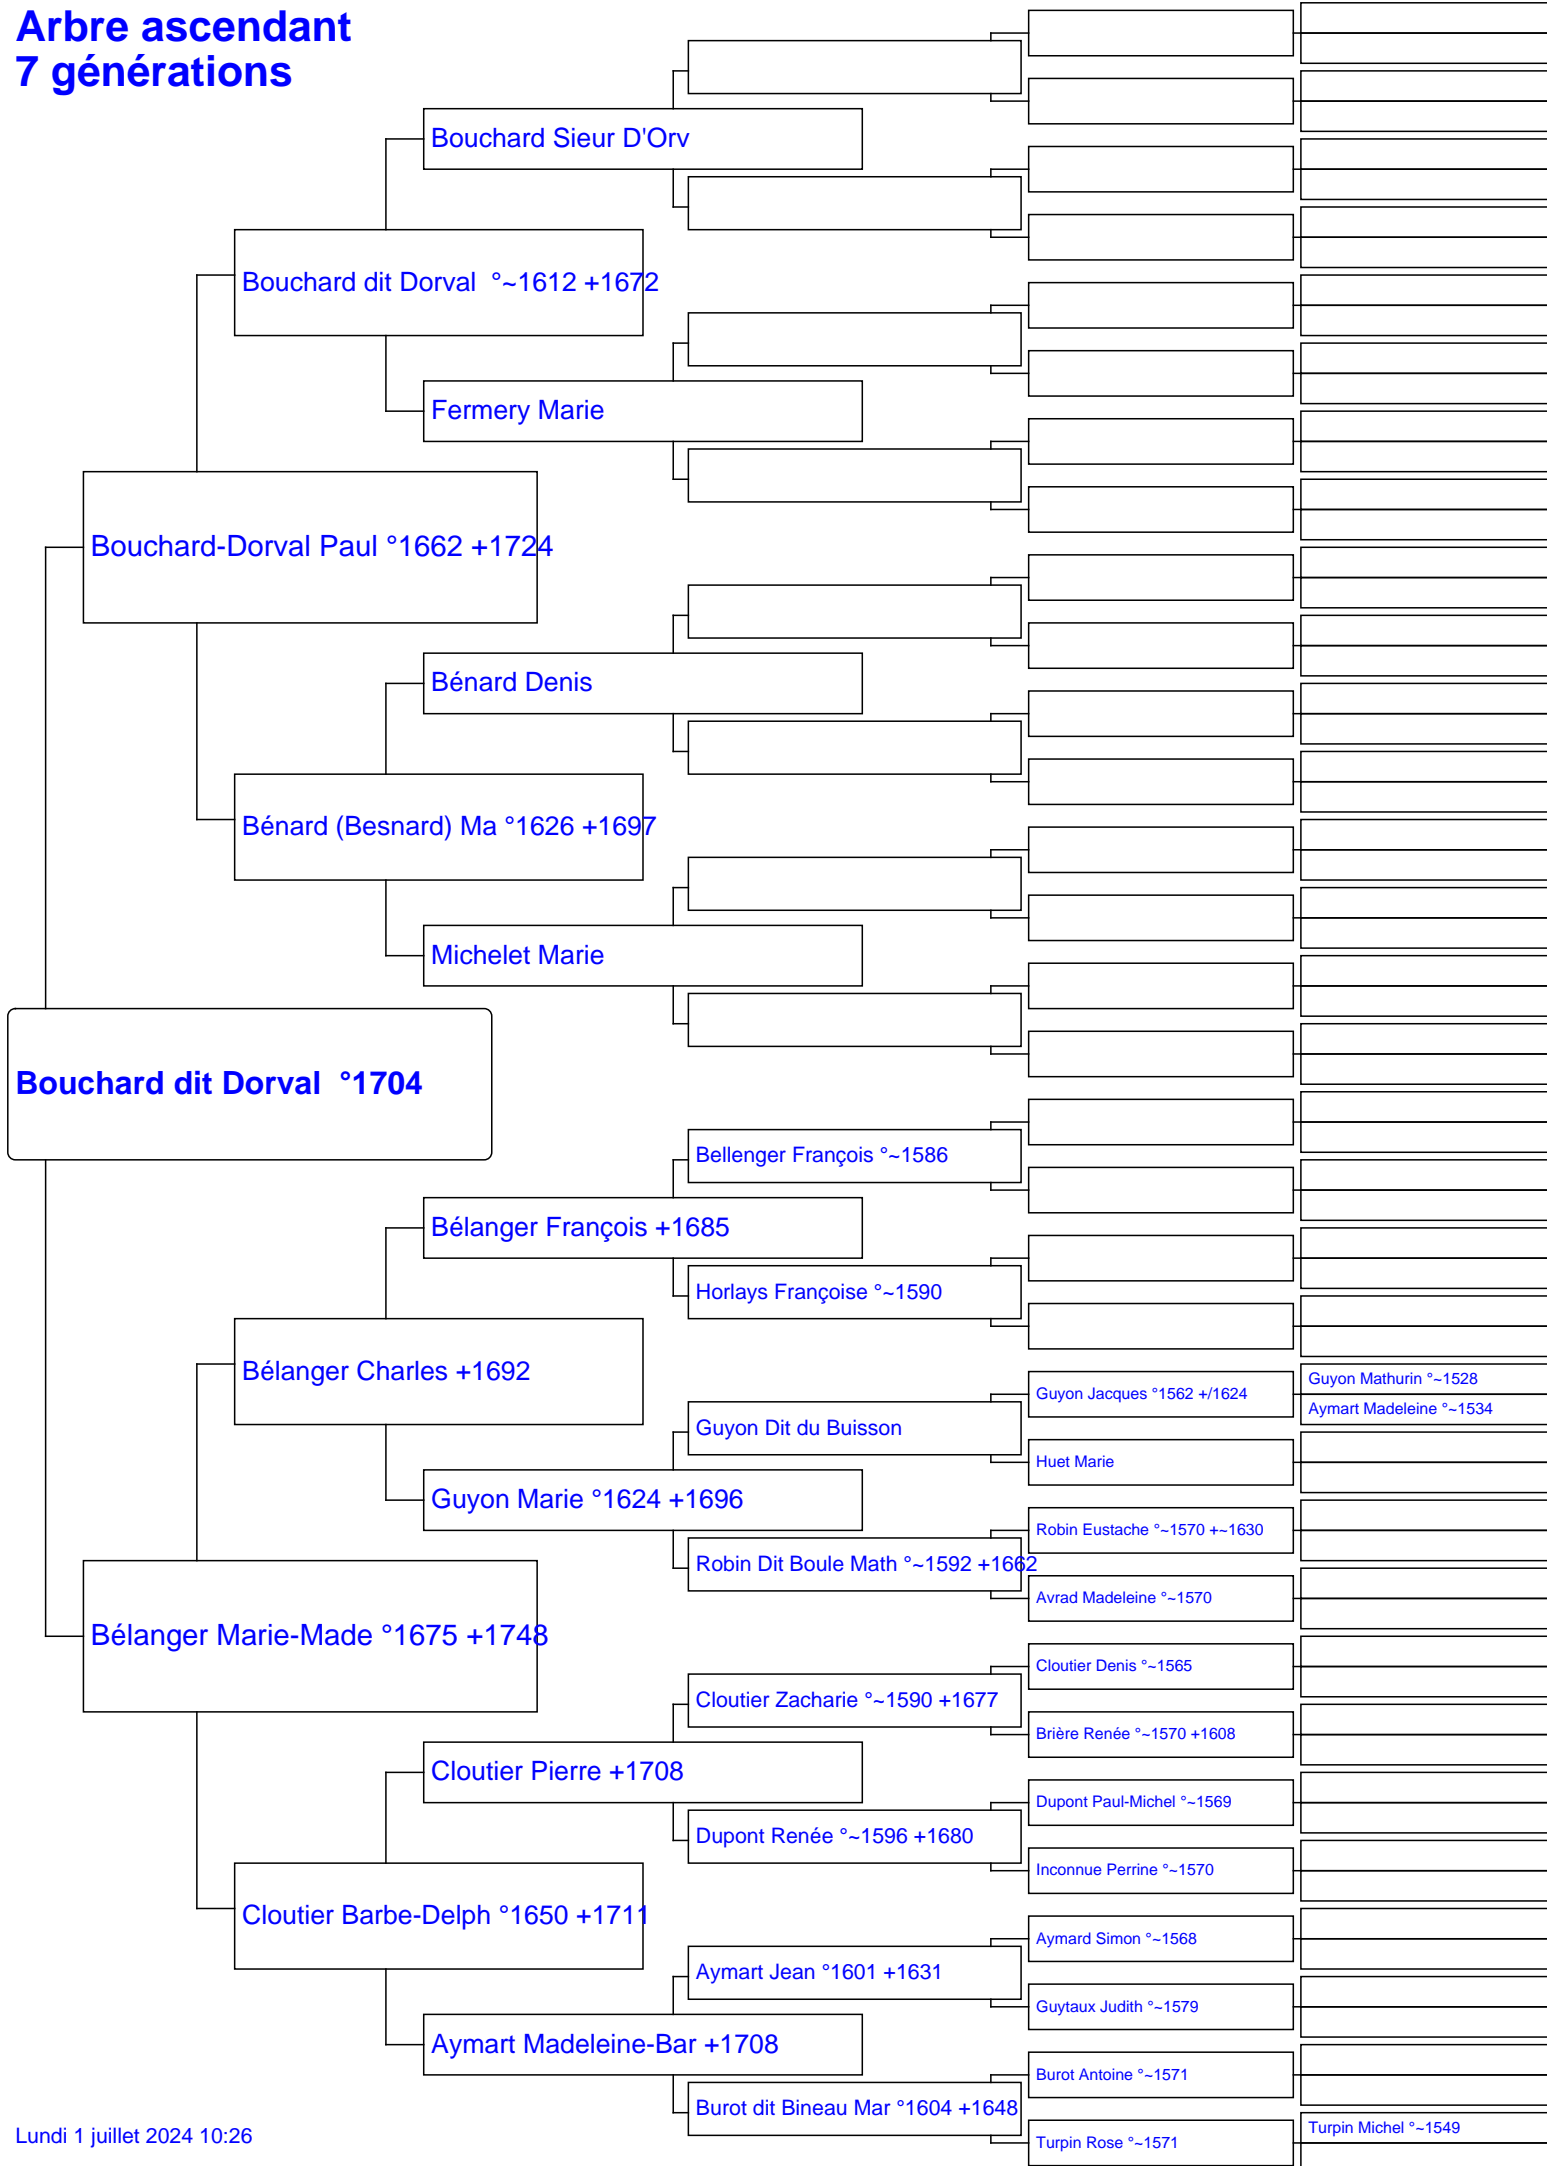 Arbre ascendant
7 générations
Bouchard Sieur D'Orv
Bouchard dit Dorval  °~1612 +1672
Fermery Marie
Bouchard-Dorval Paul °1662 +1724
Bénard Denis
Bénard (Besnard) Ma °1626 +1697
Michelet Marie
Bouchard dit Dorval  °1704
Bellenger François °~1586
Bélanger François +1685
Horlays Françoise °~1590
Bélanger Charles +1692
Guyon Mathurin °~1528
Guyon Jacques °1562 +/1624
Aymart Madeleine °~1534
Guyon Dit du Buisson
Huet Marie
Guyon Marie °1624 +1696
Robin Eustache °~1570 +~1630
Robin Dit Boule Math °~1592 +1662
Avrad Madeleine °~1570
Bélanger Marie-Made °1675 +1748
Cloutier Denis °~1565
Cloutier Zacharie °~1590 +1677
Brière Renée °~1570 +1608
Cloutier Pierre +1708
Dupont Paul-Michel °~1569
Dupont Renée °~1596 +1680
Inconnue Perrine °~1570
Cloutier Barbe-Delph °1650 +1711
Aymard Simon °~1568
Aymart Jean °1601 +1631
Guytaux Judith °~1579
Aymart Madeleine-Bar +1708
Burot Antoine °~1571
Burot dit Bineau Mar °1604 +1648
Turpin Michel °~1549
Turpin Rose °~1571
Lundi 1 juillet 2024 10:26